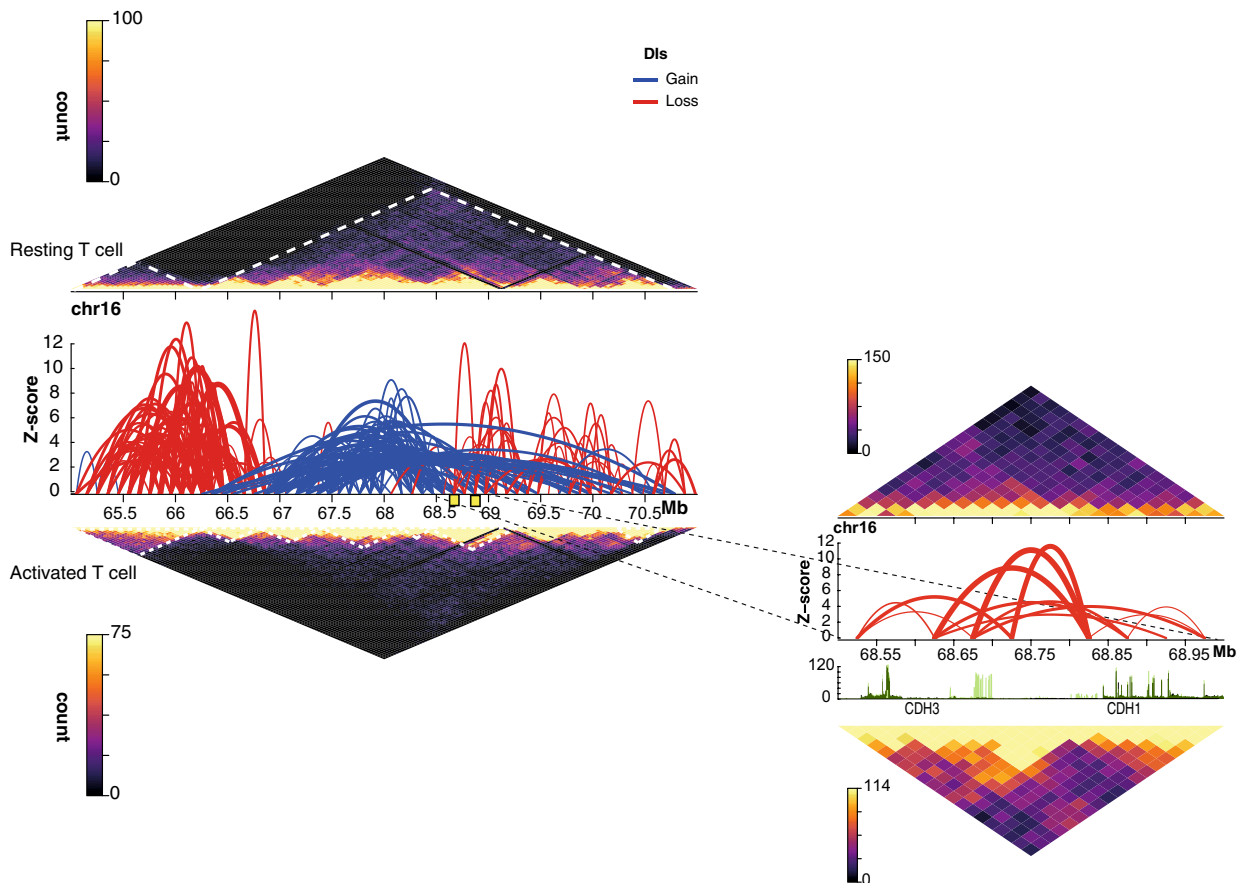 100
count
0
DIs
Gain
Loss
Resting T cell
chr16
Z-score
12
10
8
6
4
2
0
65.5 66 66.5 67 67.5 68 68.5 69 69.5 70 70.5 Mb
Activated T cell
75
count
0
150
0
chr16
Z-score
12
10
8
6
4
2
0
68.55 68.65 68.75 68.85 68.95 Mb
120
0
CDH3 CDH1
114
0